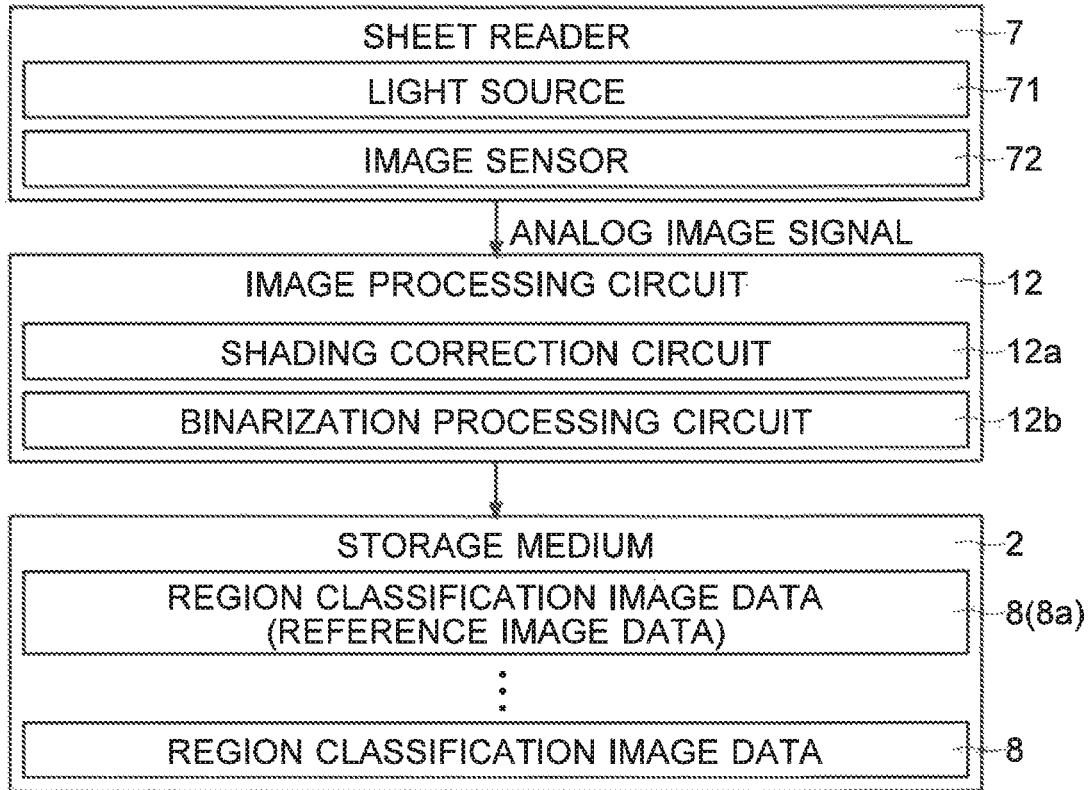 SHEET READER 7
LIGHT SOURCE 71
IMAGE SENSOR 72
ANALOG IMAGE SIGNAL
IMAGE PROCESSING CIRCUIT 12
SHADING CORRECTION CIRCUIT 12a
BINARIZATION PROCESSING CIRCUIT 12b
STORAGE MEDIUM 2
REGION CLASSIFICATION IMAGE DATA
(REFERENCE IMAGE DATA) 8(8a)
REGION CLASSIFICATION IMAGE DATA 8